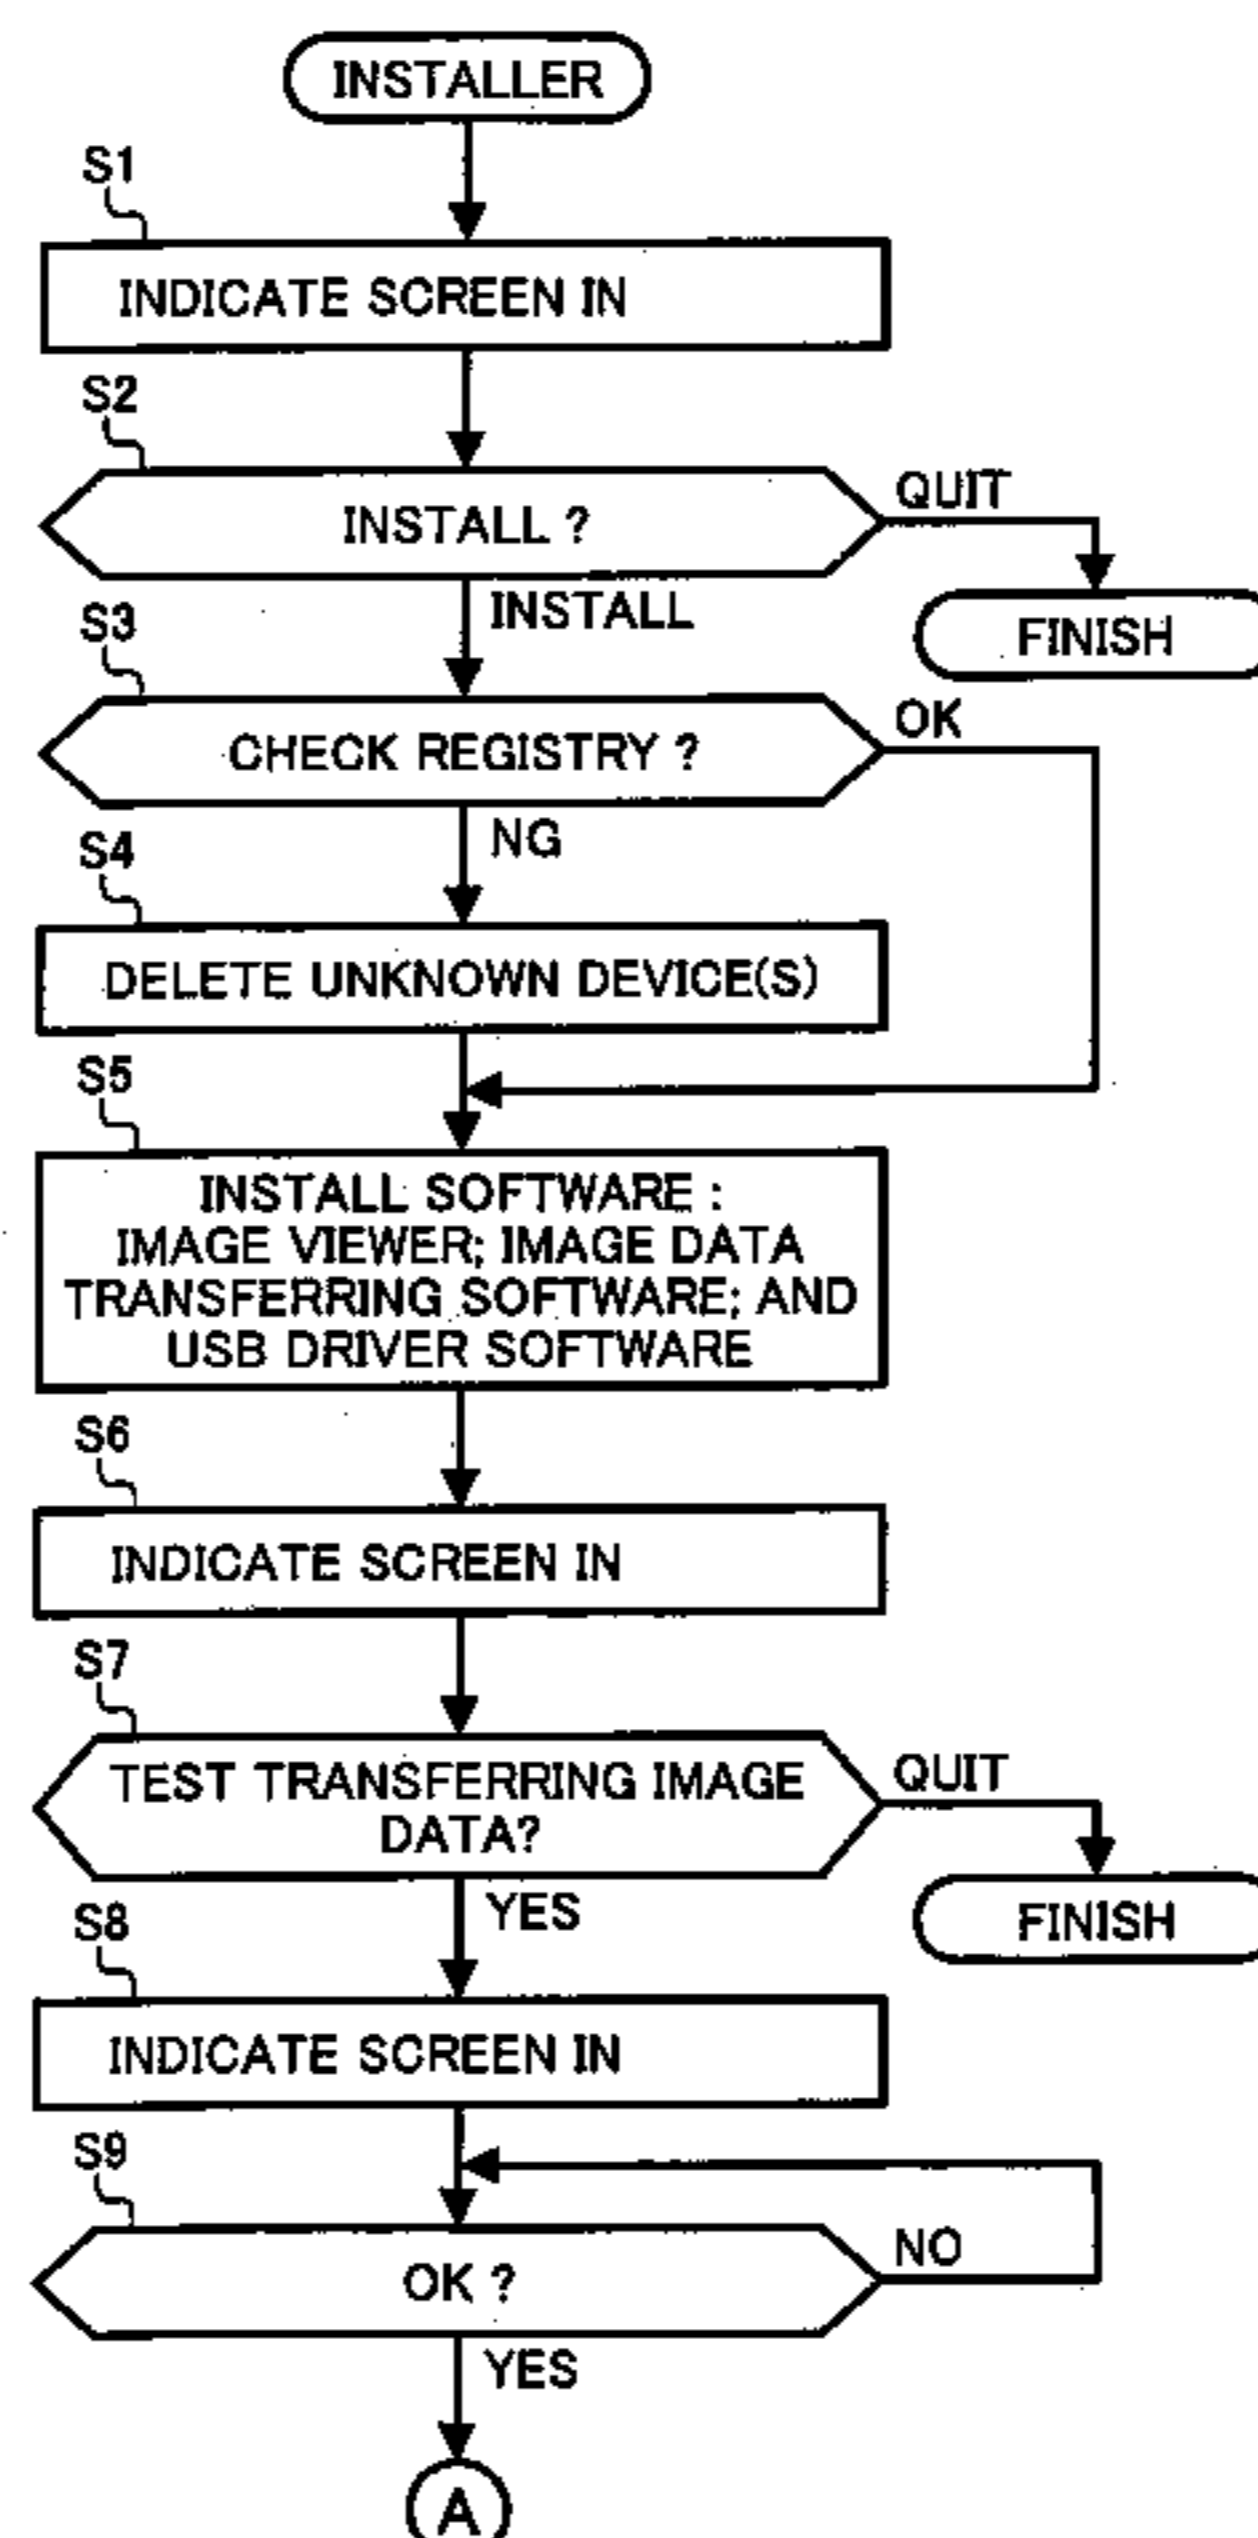 INSTALLER
S1
INDICATE SCREEN IN
S2
INSTALL ?
QUIT
FINISH
INSTALL
S3
CHECK REGISTRY ?
OK
NG
S4
DELETE UNKNOWN DEVICE(S)
S5
INSTALL SOFTWARE :
IMAGE VIEWER; IMAGE DATA
TRANSFERRING SOFTWARE; AND
USB DRIVER SOFTWARE
S6
INDICATE SCREEN IN
S7
TEST TRANSFERRING IMAGE
DATA?
QUIT
FINISH
YES
S8
INDICATE SCREEN IN
S9
OK ?
NO
YES
A